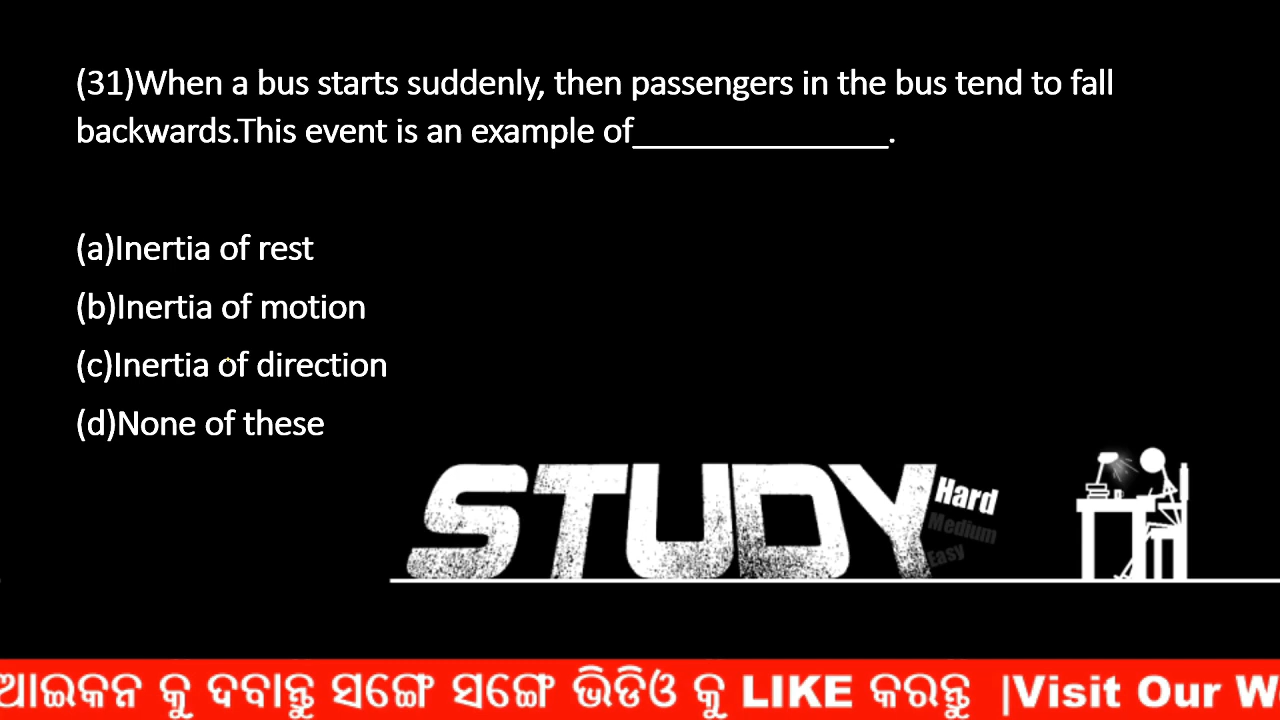 (31)When a bus starts suddenly, then passengers in the bus tend to fall
backwards.This event is an example of_______________.
(a)Inertia of rest
(b)Inertia of motion
(c)Inertia of direction
(d)None of these
STUDY
Hard
Medium
Easy
ଆଇକନ କୁ ଦବାନ୍ତୁ ସଙ୍ଗେ ସଙ୍ଗେ ଭିଡିଓ କୁ LIKE କରନ୍ତୁ |Visit Our W